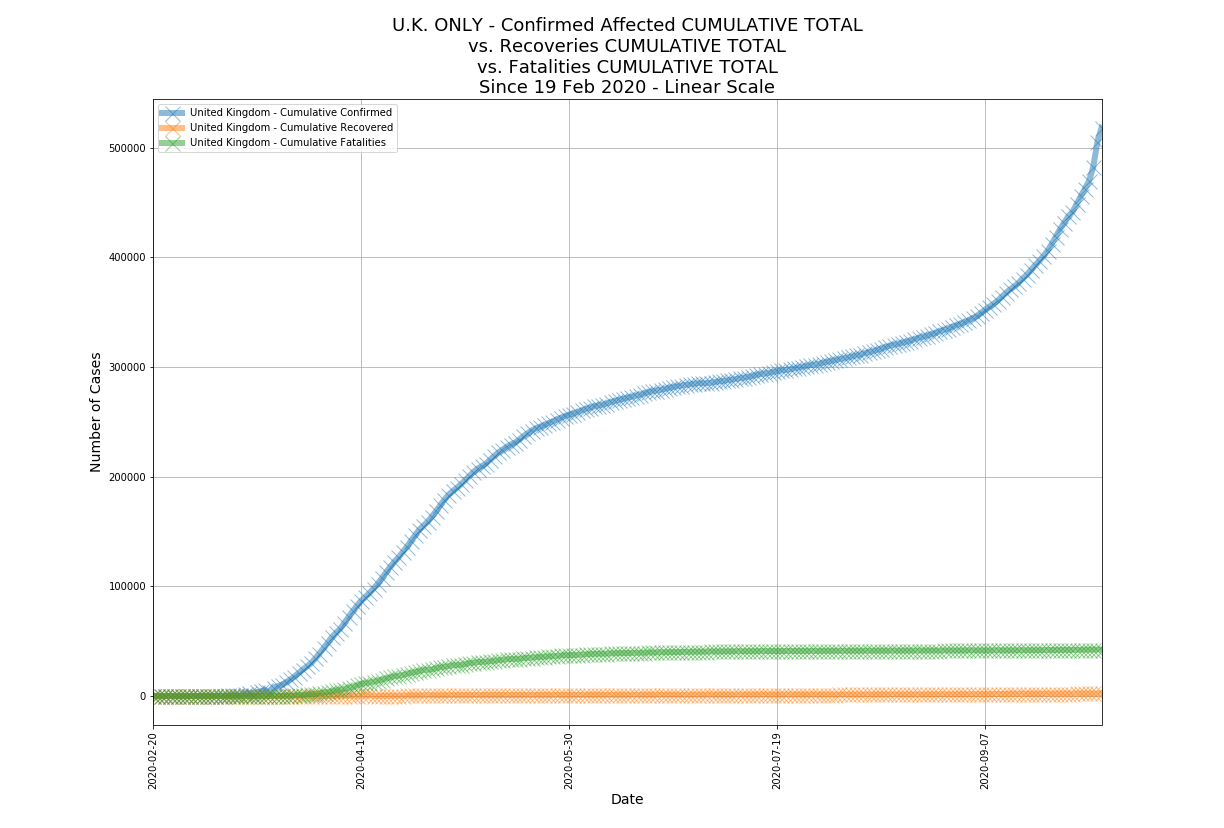 U.K. ONLY - Confirmed Affected CUMULATIVE TOTAL
vs. Recoveries CUMULATIVE TOTAL
vs. Fatalities CUMULATIVE TOTAL
Since 19 Feb 2020 - Linear Scale
United Kingdom - Cumulative Confirmed
United Kingdom - Cumulative Recovered
United Kingdom - Cumulative Fatalities
500000
400000
300000
200000
100000
0
Number of Cases
2020-02-20
2020-04-10
2020-05-30
2020-07-19
2020-09-07
Date